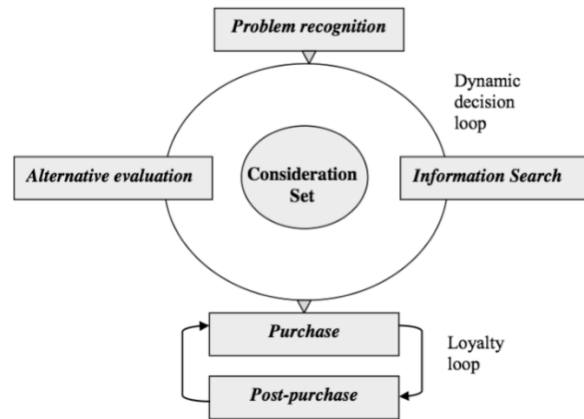 Problem recognition
Dynamic
decision
loop
Alternative evaluation
Consideration
Set
Information Search
Purchase
Loyalty
loop
Post-purchase